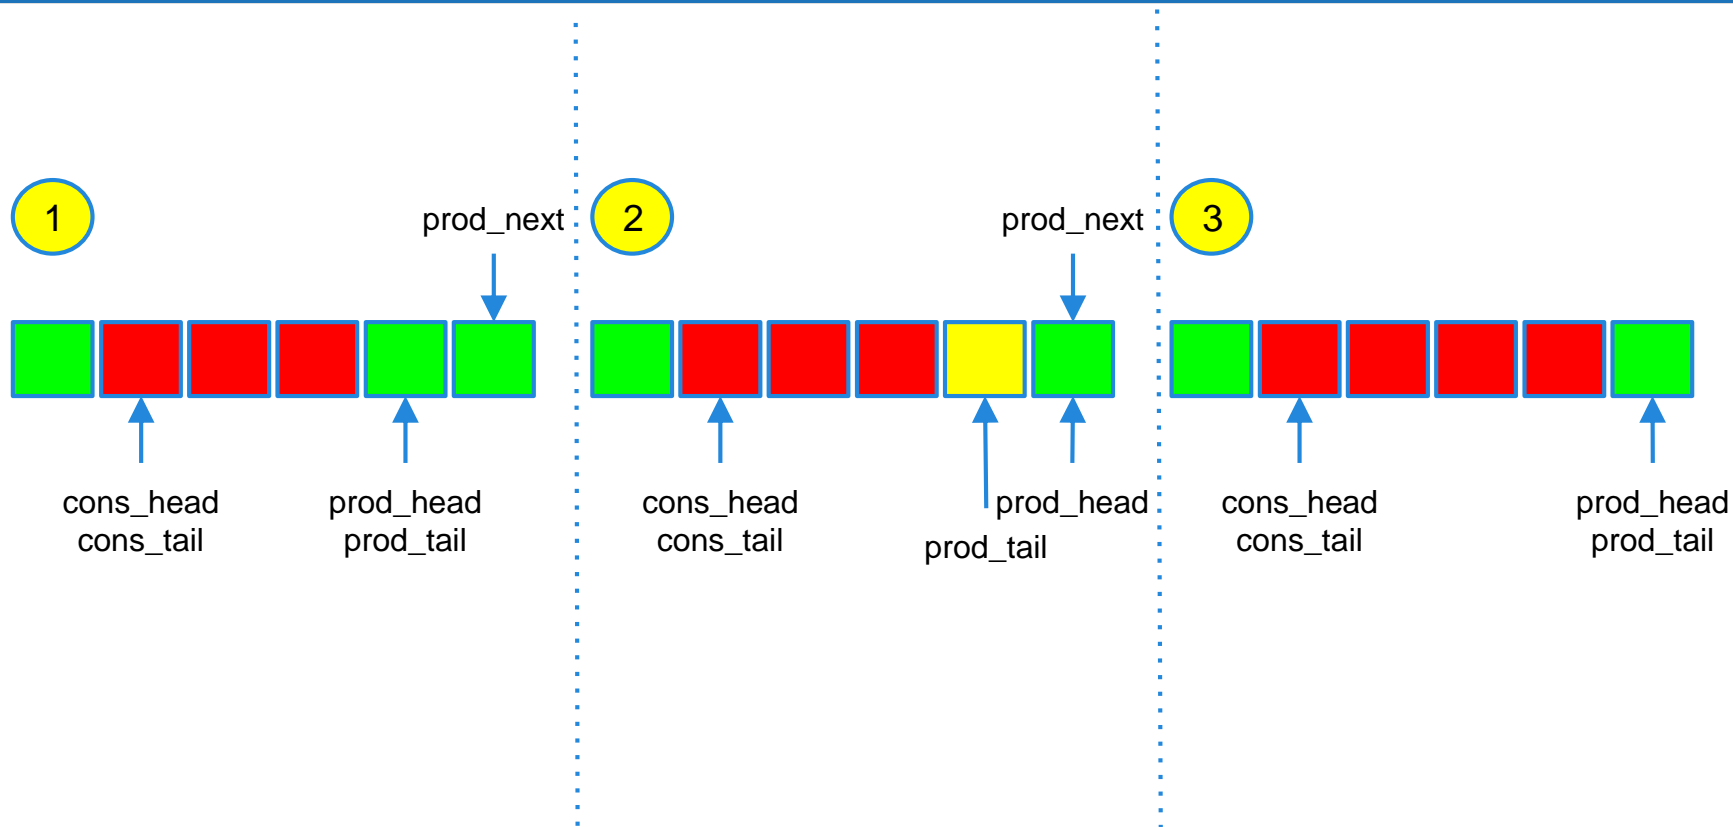 1
prod_next
cons_head
cons_tail
prod_head
prod_tail
2
prod_next
cons_head
cons_tail
prod_head
prod_tail
3
cons_head
cons_tail
prod_head
prod_tail